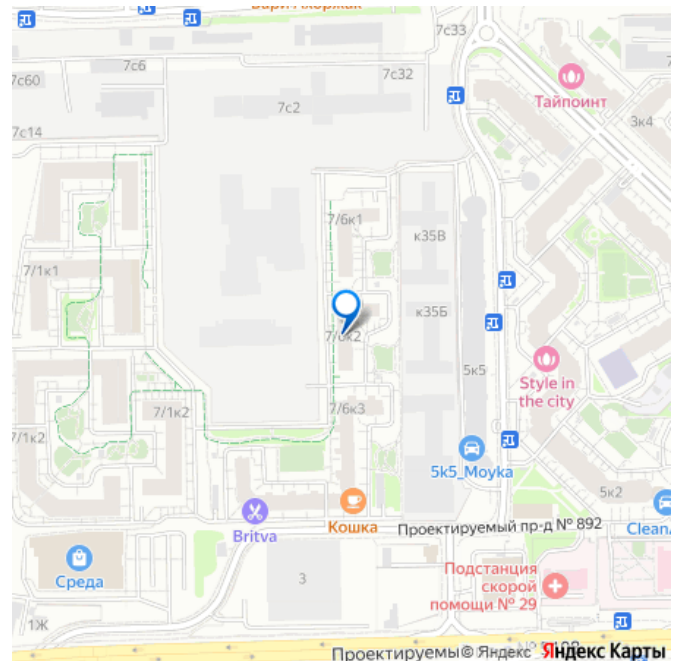 7с33
7с6
7с60
7с32
7с2
Тайпоинт
7с14
3к4
7/6к1
к35В
7/1к1
к35Б
7/6к2
5к5
Style in
the city
7/6к3
7/1к2
7/1к2
5k5_Moyka
5к2
Кошка
Britva
Проектируемый пр-д № 892
Среда
3
Подстанция
скорой
помощи № 29
1Ж
Проектируемы
© Яндекс
Яндекс Карты